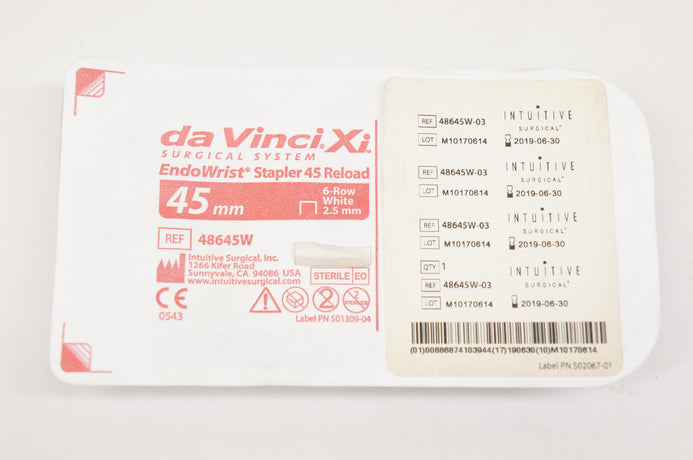 da Vinci.Xi
SURGICAL SYSTEM
EndoWrist® Stapler 45 Reload
45 mm
6-Row
White
2.5 mm
REF 48645W
Intuitive Surgical, Inc.
1266 Kifer Road
Sunnyvale, CA 94086 USA
www.intuitivesurgical.com
STERILE EO
CE
0543
2
2
STERILIZE
Label PN 501309-04
REF 48645W-03
LOT M10170614
INTUITIVE
SURGICAL®
2019-06-30
REF 48645W-03
LOT M10170614
INTUITIVE
SURGICAL®
2019-06-30
REF 48645W-03
LOT M10170614
INTUITIVE
SURGICAL®
2019-06-30
QTY 1
REF 48645W-03
LOT M10170614
INTUITIVE
SURGICAL®
2019-06-30
(01)00886874103944(17)190630(10)M10170614
Label PN 502067-01